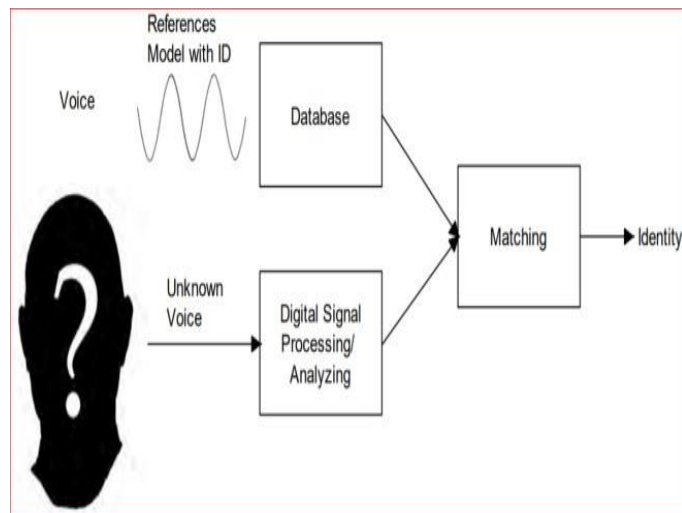 References
Model with ID
Voice
Database
Matching
Identity
Unknown
Voice
Digital Signal
Processing/
Analyzing
?